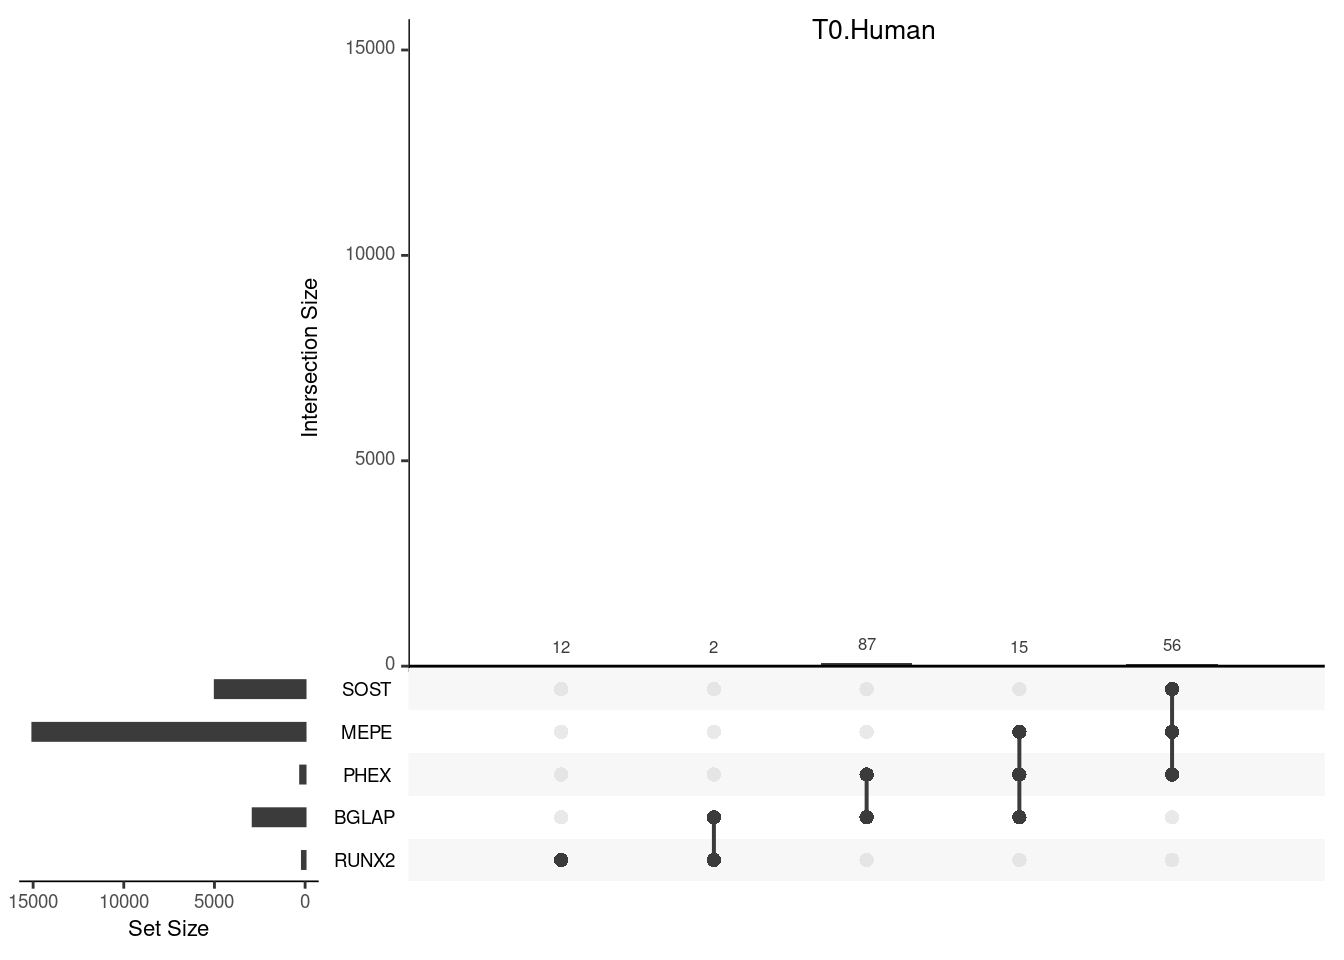 T0.Human
15000
10000
5000
0
Intersection Size
12
2
87
15
56
SOST
MEPE
PHEX
BGLAP
RUNX2
15000
10000
5000
0
Set Size